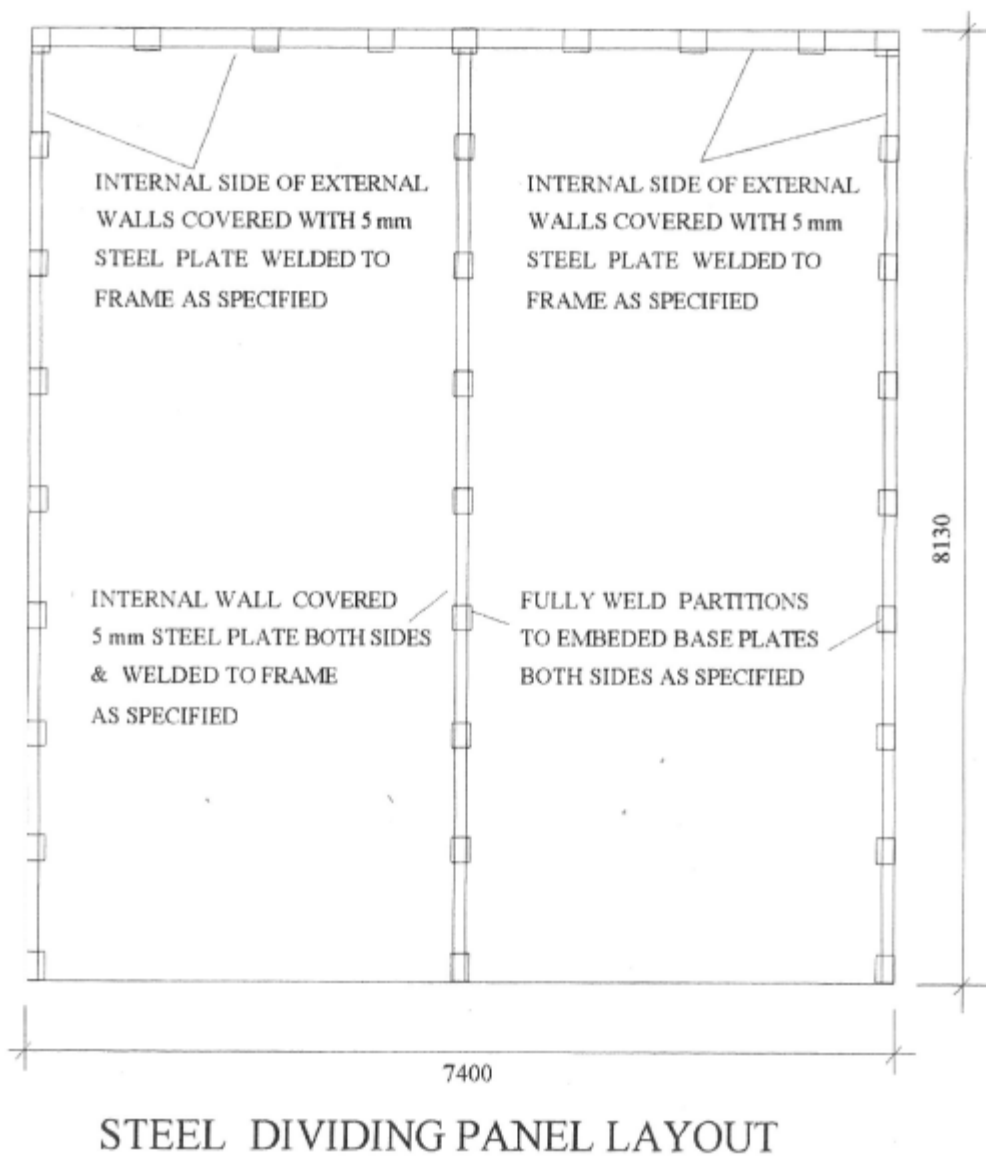 INTERNAL SIDE OF EXTERNAL
WALLS COVERED WITH 5 mm
STEEL PLATE WELDED TO
FRAME AS SPECIFIED
INTERNAL SIDE OF EXTERNAL
WALLS COVERED WITH 5 mm
STEEL PLATE WELDED TO
FRAME AS SPECIFIED
INTERNAL WALL COVERED
5 mm STEEL PLATE BOTH SIDES
& WELDED TO FRAME
AS SPECIFIED
FULLY WELD PARTITIONS
TO EMBEDED BASE PLATES
BOTH SIDES AS SPECIFIED
8130
7400
STEEL DIVIDING PANEL LAYOUT